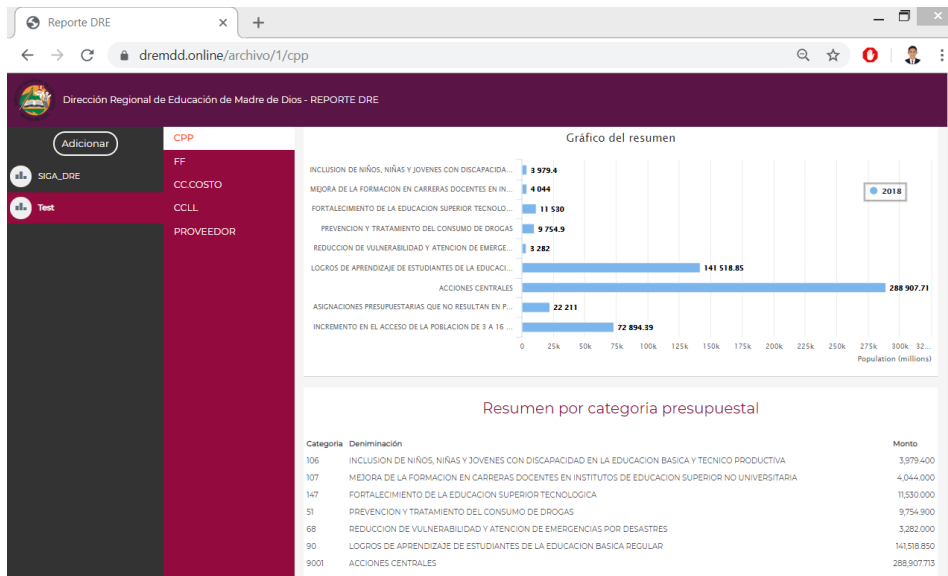 Reporte DRE
dremdd.online/archivo/1/cpp
Dirección Regional de Educación de Madre de Dios - REPORTE DRE
Adicionar
SIGA_DRE
Test
CPP
FF
CC.COSTO
CCLL
PROVEEDOR
Gráfico del resumen
INCLUSION DE NIÑOS, NIÑAS Y JOVENES CON DISCAPACIDA... 3 979.4
MEJORA DE LA FORMACION EN CARRERAS DOCENTES EN IN... 4 044
FORTALECIMIENTO DE LA EDUCACION SUPERIOR TECNOLO... 11 530
PREVENCION Y TRATAMIENTO DEL CONSUMO DE DROGAS 9 754.9
REDUCCION DE VULNERABILIDAD Y ATENCION DE EMERGE... 3 282
LOGROS DE APRENDIZAJE DE ESTUDIANTES DE LA EDUCACI... 141 518.85
ACCIONES CENTRALES 288 907.71
ASIGNACIONES PRESUPUESTARIAS QUE NO RESULTAN EN P... 22 211
INCREMENTO EN EL ACCESO DE LA POBLACION DE 3 A 16 ... 72 894.39
2018
0 25k 50k 75k 100k 125k 150k 175k 200k 225k 250k 275k 300k 32...
Population (millions)
Resumen por categoria presupuestal
Categoria Deniminación Monto
106 INCLUSION DE NIÑOS, NIÑAS Y JOVENES CON DISCAPACIDAD EN LA EDUCACION BASICA Y TECNICO PRODUCTIVA 3,979.400
107 MEJORA DE LA FORMACION EN CARRERAS DOCENTES EN INSTITUTOS DE EDUCACION SUPERIOR NO UNIVERSITARIA 4,044.000
147 FORTALECIMIENTO DE LA EDUCACION SUPERIOR TECNOLOGICA 11,530.000
51 PREVENCION Y TRATAMIENTO DEL CONSUMO DE DROGAS 9,754.900
68 REDUCCION DE VULNERABILIDAD Y ATENCION DE EMERGENCIAS POR DESASTRES 3,282.000
90 LOGROS DE APRENDIZAJE DE ESTUDIANTES DE LA EDUCACION BASICA REGULAR 141,518.850
9001 ACCIONES CENTRALES 288,907.713